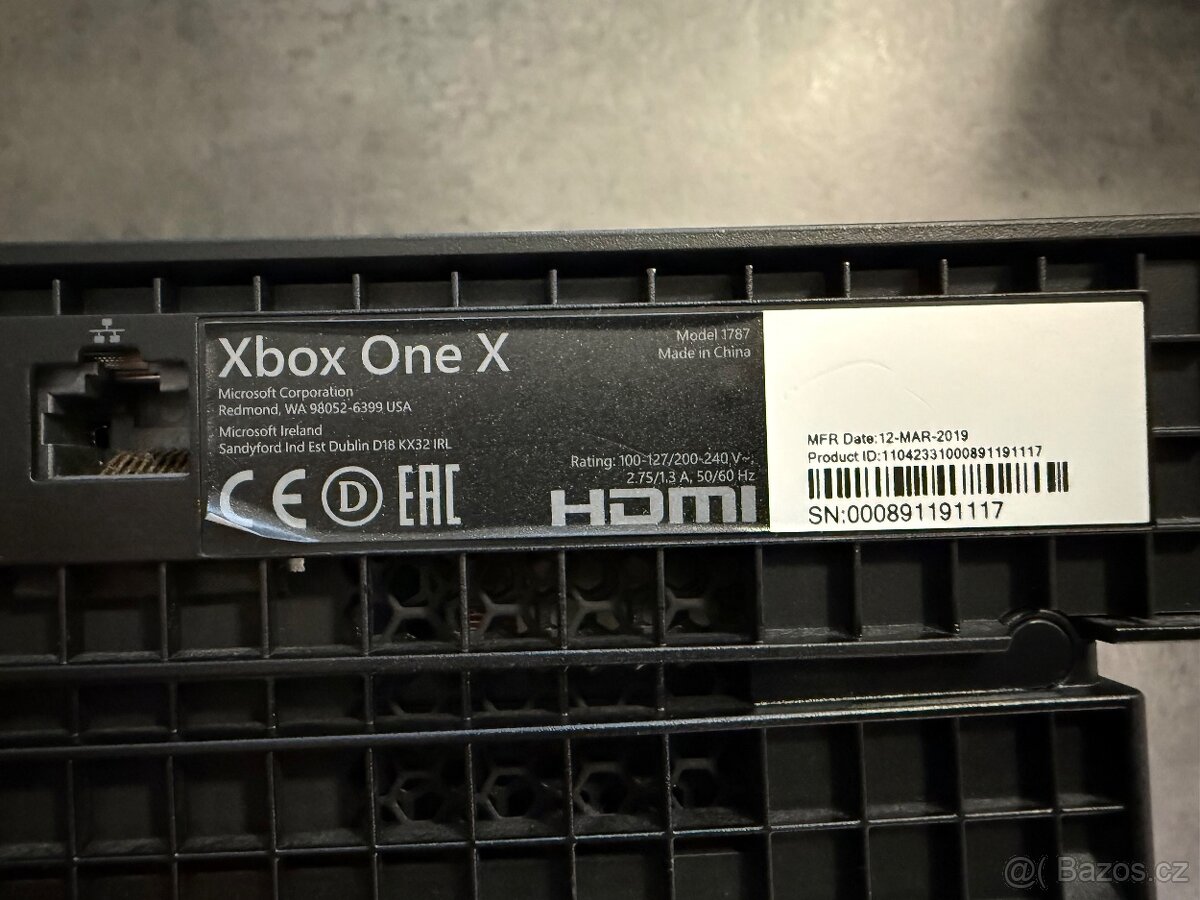 Xbox One X
Microsoft Corporation
Redmond, WA 98052-6399 USA
Microsoft Ireland
Sandyford Ind Est Dublin D18 KX32 IRL
CE D EAC
Model 1787
Made in China
Rating: 100-127/200-240 V~,
2.75/1.3 A, 50/60 Hz
HDMI
MFR Date:12-MAR-2019
Product ID:11042331000891191117
SN:000891191117
@( Bazos.cz